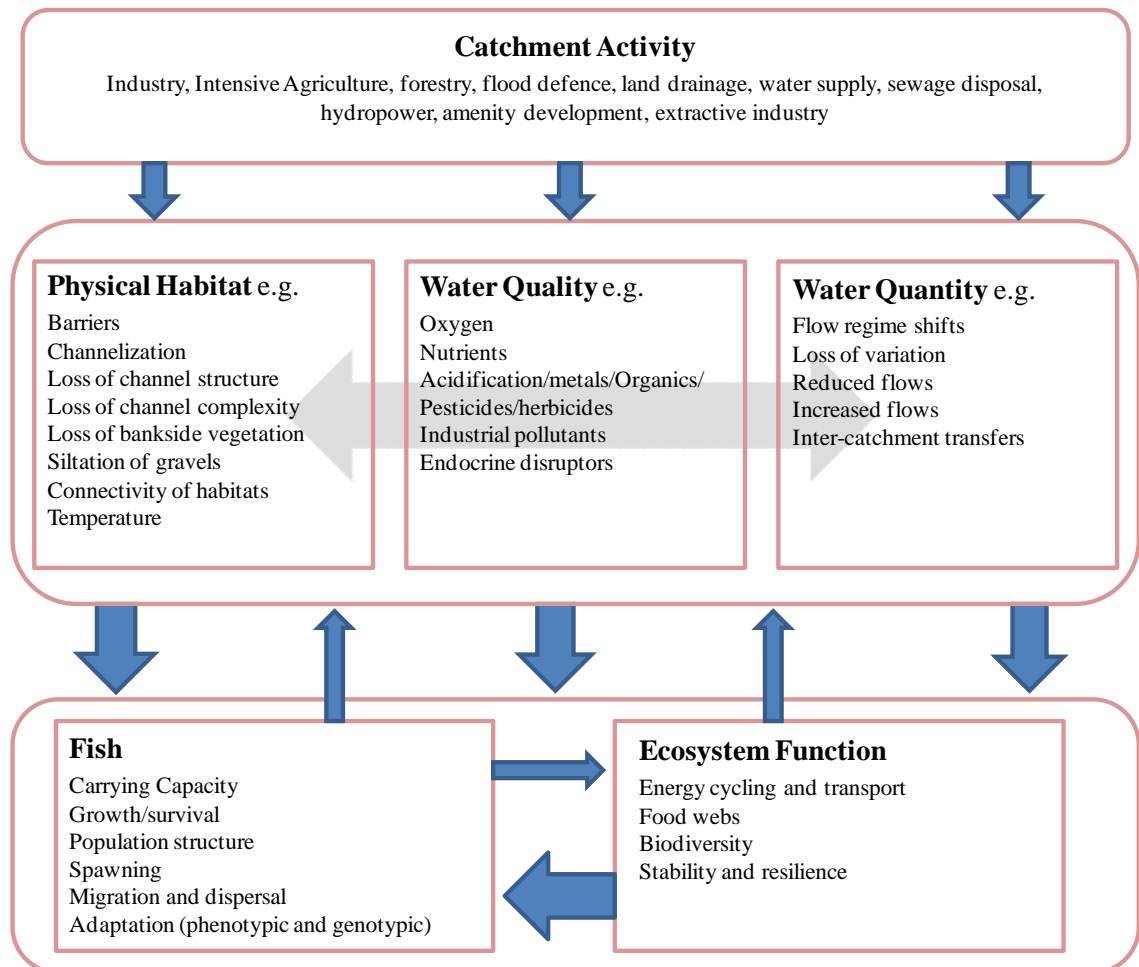 Catchment Activity
Industry, Intensive Agriculture, forestry, flood defence, land drainage, water supply, sewage disposal,
hydropower, amenity development, extractive industry
Physical Habitat e.g.
Barriers
Channelization
Loss of channel structure
Loss of channel complexity
Loss of bankside vegetation
Siltation of gravels
Connectivity of habitats
Temperature
Water Quality e.g.
Oxygen
Nutrients
Acidification/metals/Organics/
Pesticides/herbicides
Industrial pollutants
Endocrine disruptors
Water Quantity e.g.
Flow regime shifts
Loss of variation
Reduced flows
Increased flows
Inter-catchment transfers
Fish
Carrying Capacity
Growth/survival
Population structure
Spawning
Migration and dispersal
Adaptation (phenotypic and genotypic)
Ecosystem Function
Energy cycling and transport
Food webs
Biodiversity
Stability and resilience